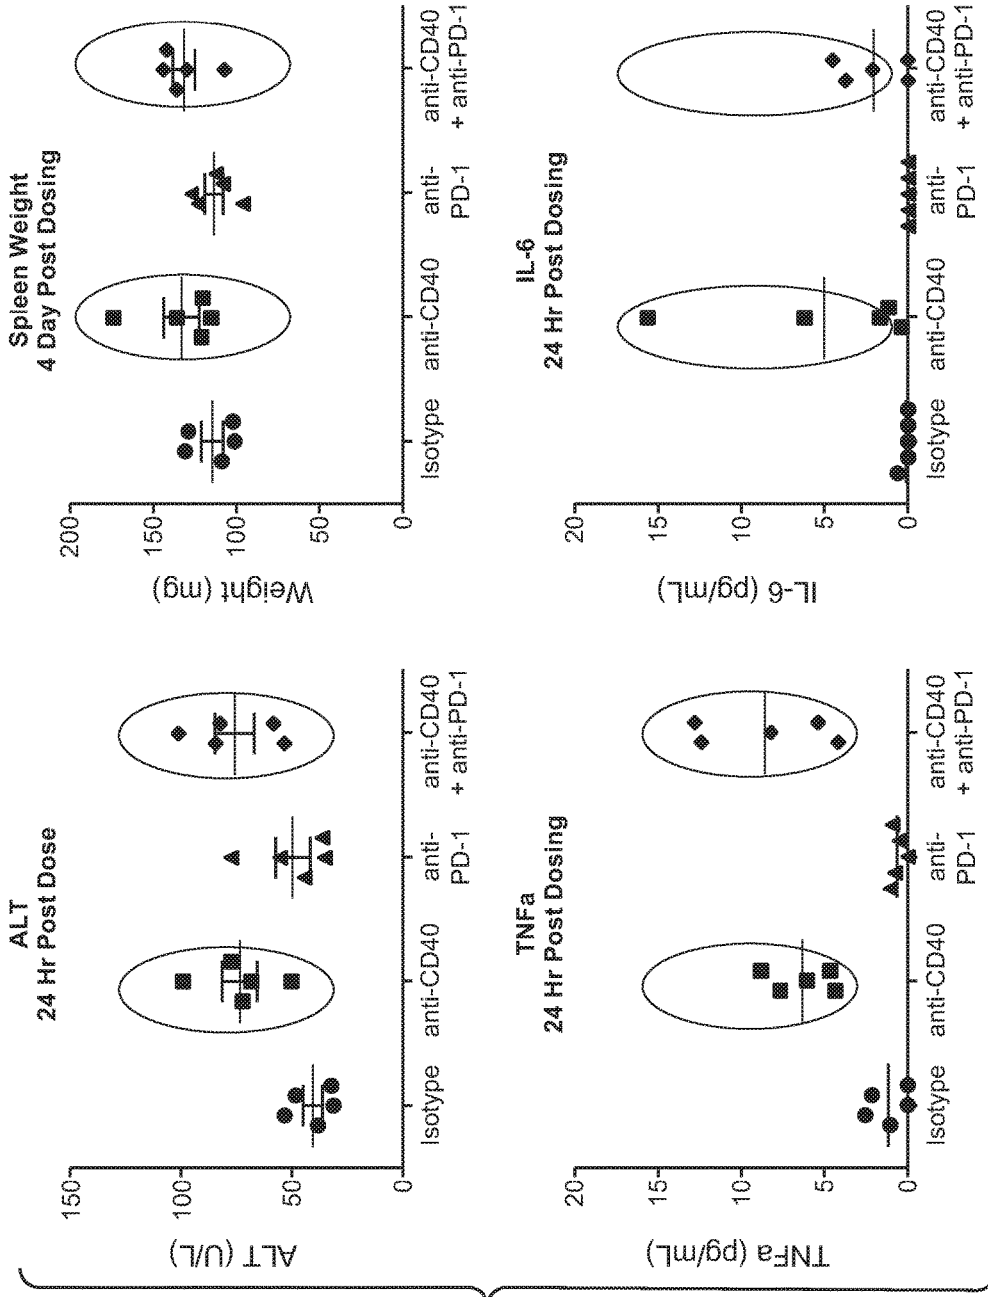 ALT
24 Hr Post Dose
ALT (U/L)
150
100
50
0
Isotype
anti-CD40
anti-
PD-1
anti-CD40
+ anti-PD-1
Spleen Weight
4 Day Post Dosing
Weight (mg)
200
150
100
50
0
Isotype
anti-CD40
anti-
PD-1
anti-CD40
+ anti-PD-1
TNFa
24 Hr Post Dosing
TNFa (pg/mL)
20
15
10
5
0
Isotype
anti-CD40
anti-
PD-1
anti-CD40
+ anti-PD-1
IL-6
24 Hr Post Dosing
IL-6 (pg/mL)
20
15
10
5
0
Isotype
anti-CD40
anti-
PD-1
anti-CD40
+ anti-PD-1